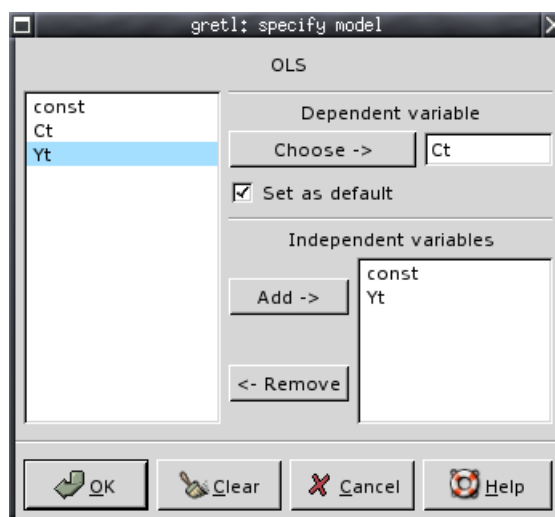 gretl: specify model
OLS
const
Ct
Yt
Dependent variable
Choose ->
Ct
Set as default
Independent variables
Add ->
<- Remove
const
Yt
OK
Clear
Cancel
Help